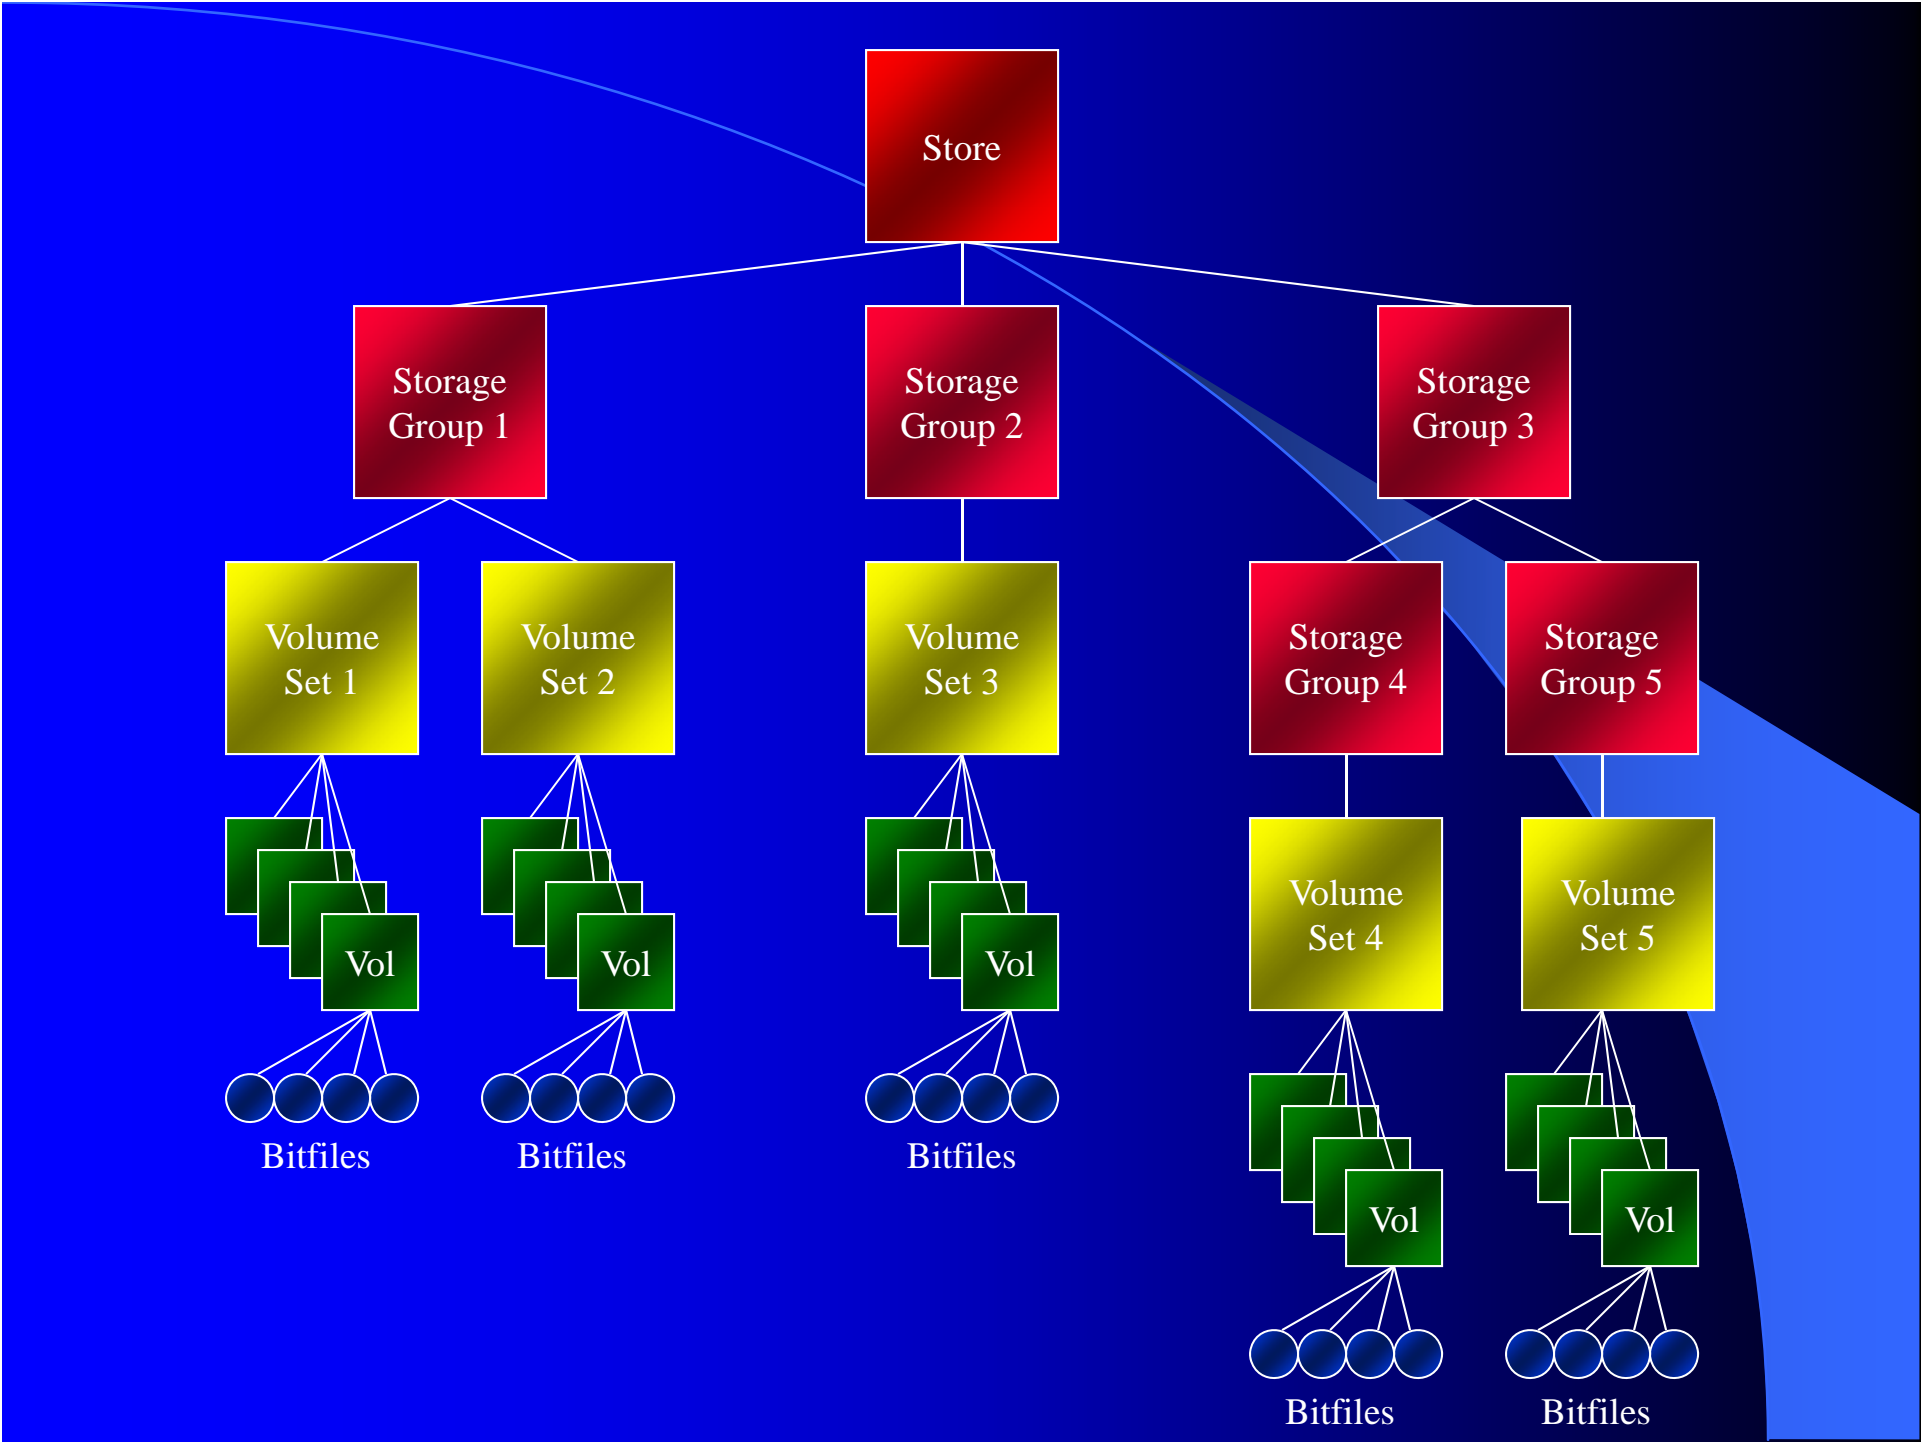 Store
Storage
Group 1
Storage
Group 2
Storage
Group 3
Volume
Set 1
Volume
Set 2
Volume
Set 3
Storage
Group 4
Storage
Group 5
Vol
Vol
Vol
Volume
Set 4
Volume
Set 5
Bitfiles
Bitfiles
Bitfiles
Vol
Vol
Bitfiles
Bitfiles